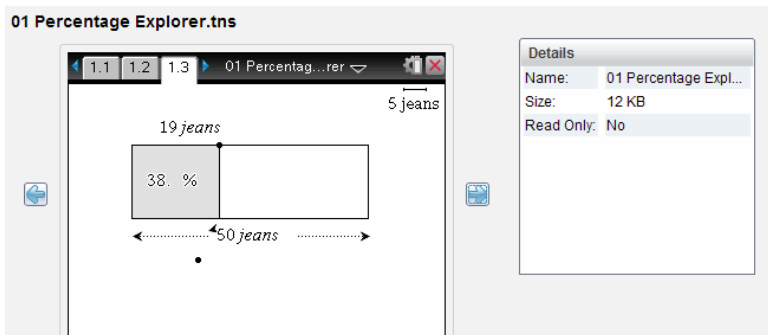 01 Percentage Explorer.tns
1.1 1.2 1.3 01 Percentag...rer
5 jeans
19 jeans
38. %
50 jeans
Details
Name: 01 Percentage Expl...
Size: 12 KB
Read Only: No